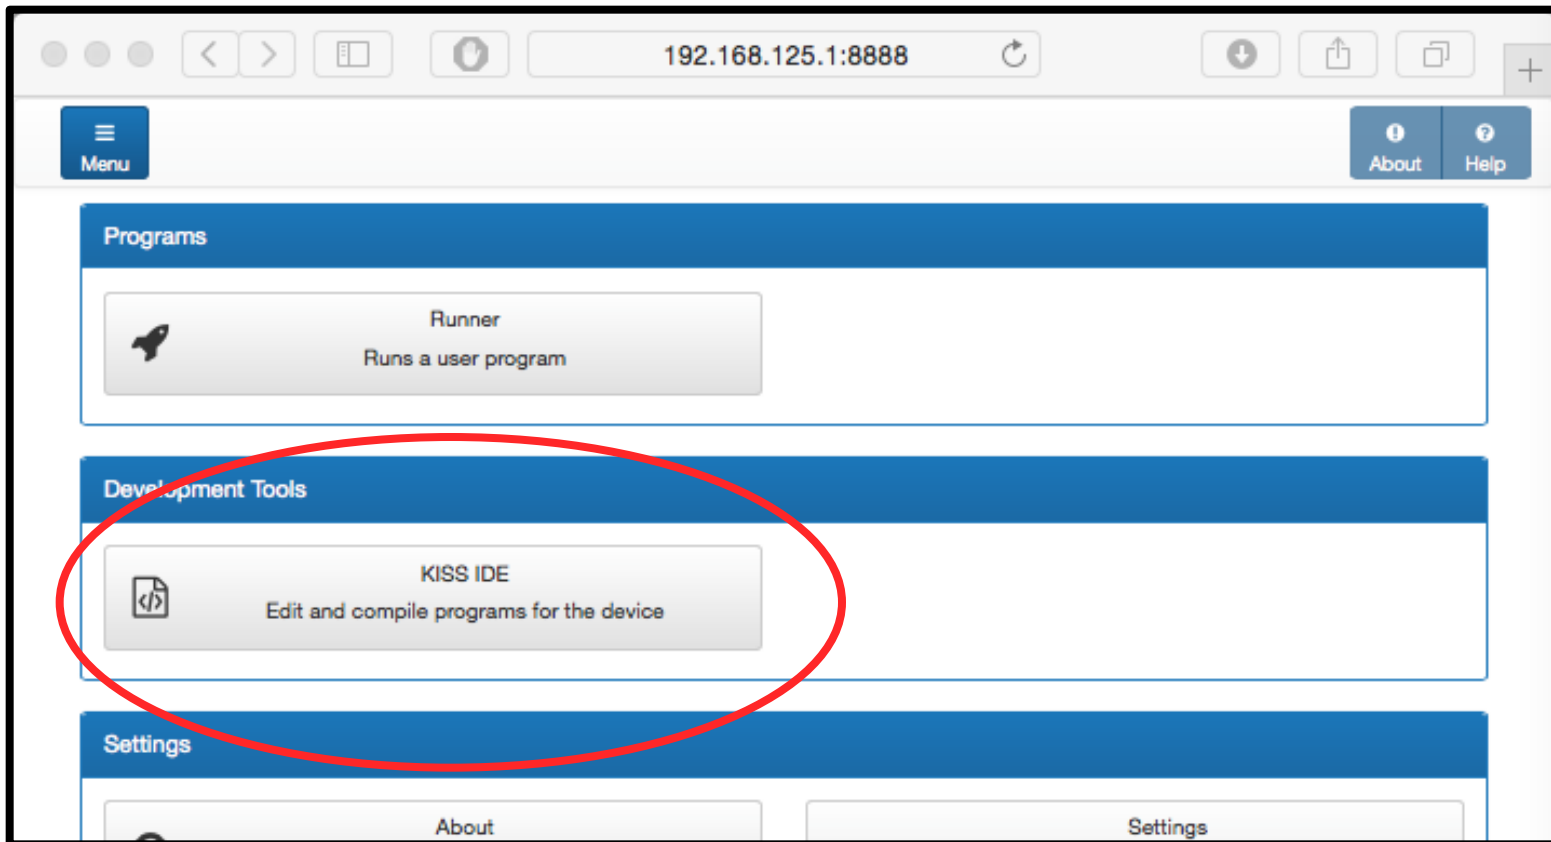 192.168.125.1:8888
Menu
About
Help
Programs
Runner
Runs a user program
Development Tools
KISS IDE
Edit and compile programs for the device
Settings
About
Settings